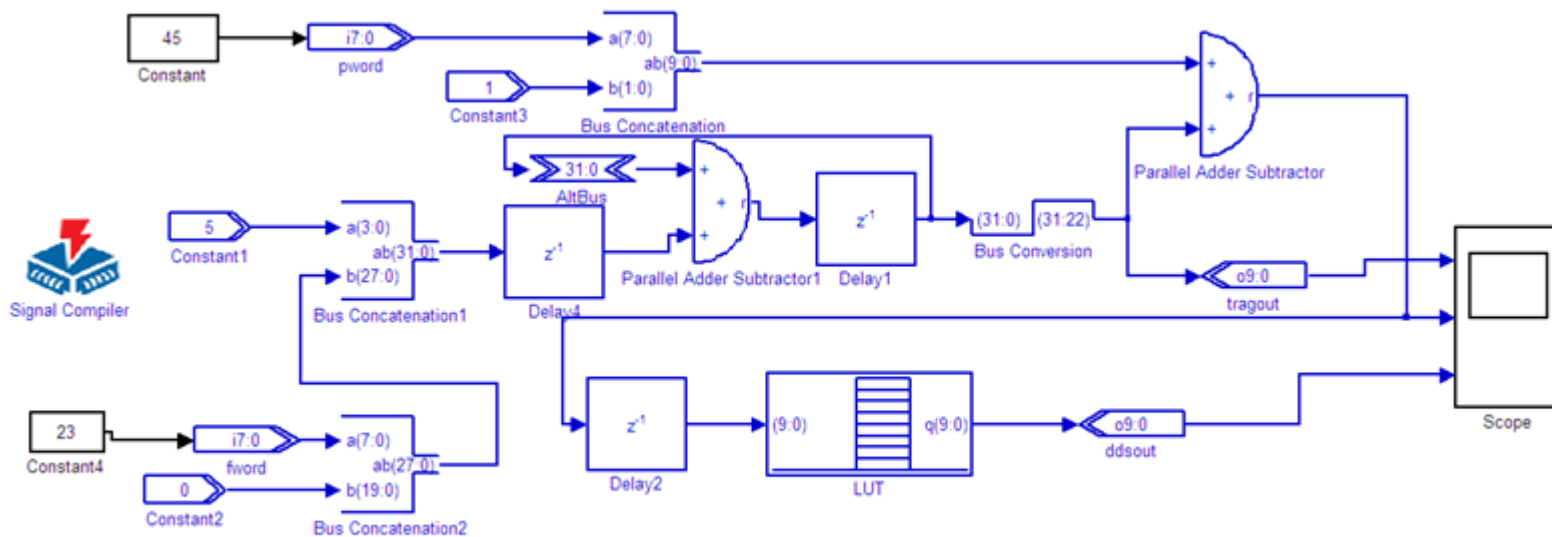 45
Constant
i7:0
pword
1
Constant3
a(7:0)
b(1:0)
ab(9:0)
Bus Concatenation
+
+
+
r
Parallel Adder Subtractor
31:0
AltBus
+
+
+
r
Parallel Adder Subtractor1
z-1
Delay1
(31:0)
(31:22)
Bus Conversion
Signal Compiler
5
Constant1
a(3:0)
b(27:0)
ab(31:0)
Bus Concatenation1
z-1
Delay4
o9:0
tragout
Scope
23
Constant4
i7:0
fword
0
Constant2
a(7:0)
b(19:0)
ab(27:0)
Bus Concatenation2
z-1
Delay2
(9:0)
q(9:0)
LUT
o9:0
ddsout